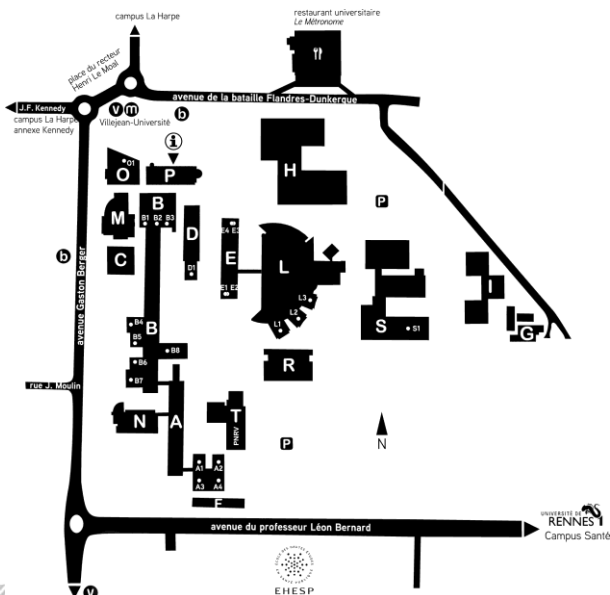 campus La Harpe
restaurant universitaire
Le Métronome
place du recteur
Henri Le Moal
J.F. Kennedy
campus La Harpe
annexe Kennedy
v m
Villejean-Université
b
avenue de la bataille Flandres-Dunkerque
i
O1
O
P
H
P
M
B
B1 B2 B3
D
D1
C
E4 E3
E
E1 E2
L
L1
L2
L3
b
avenue Gaston Berger
S
S1
I
G
B
B4
B5
B8
B6
B7
R
rue J. Moulin
N
A
T
PNRV
P
N
A1 A2
A3 A4
F
avenue du professeur Léon Bernard
UNIVERSITÉ DE
RENNES 1
Campus Santé
EHESP
v